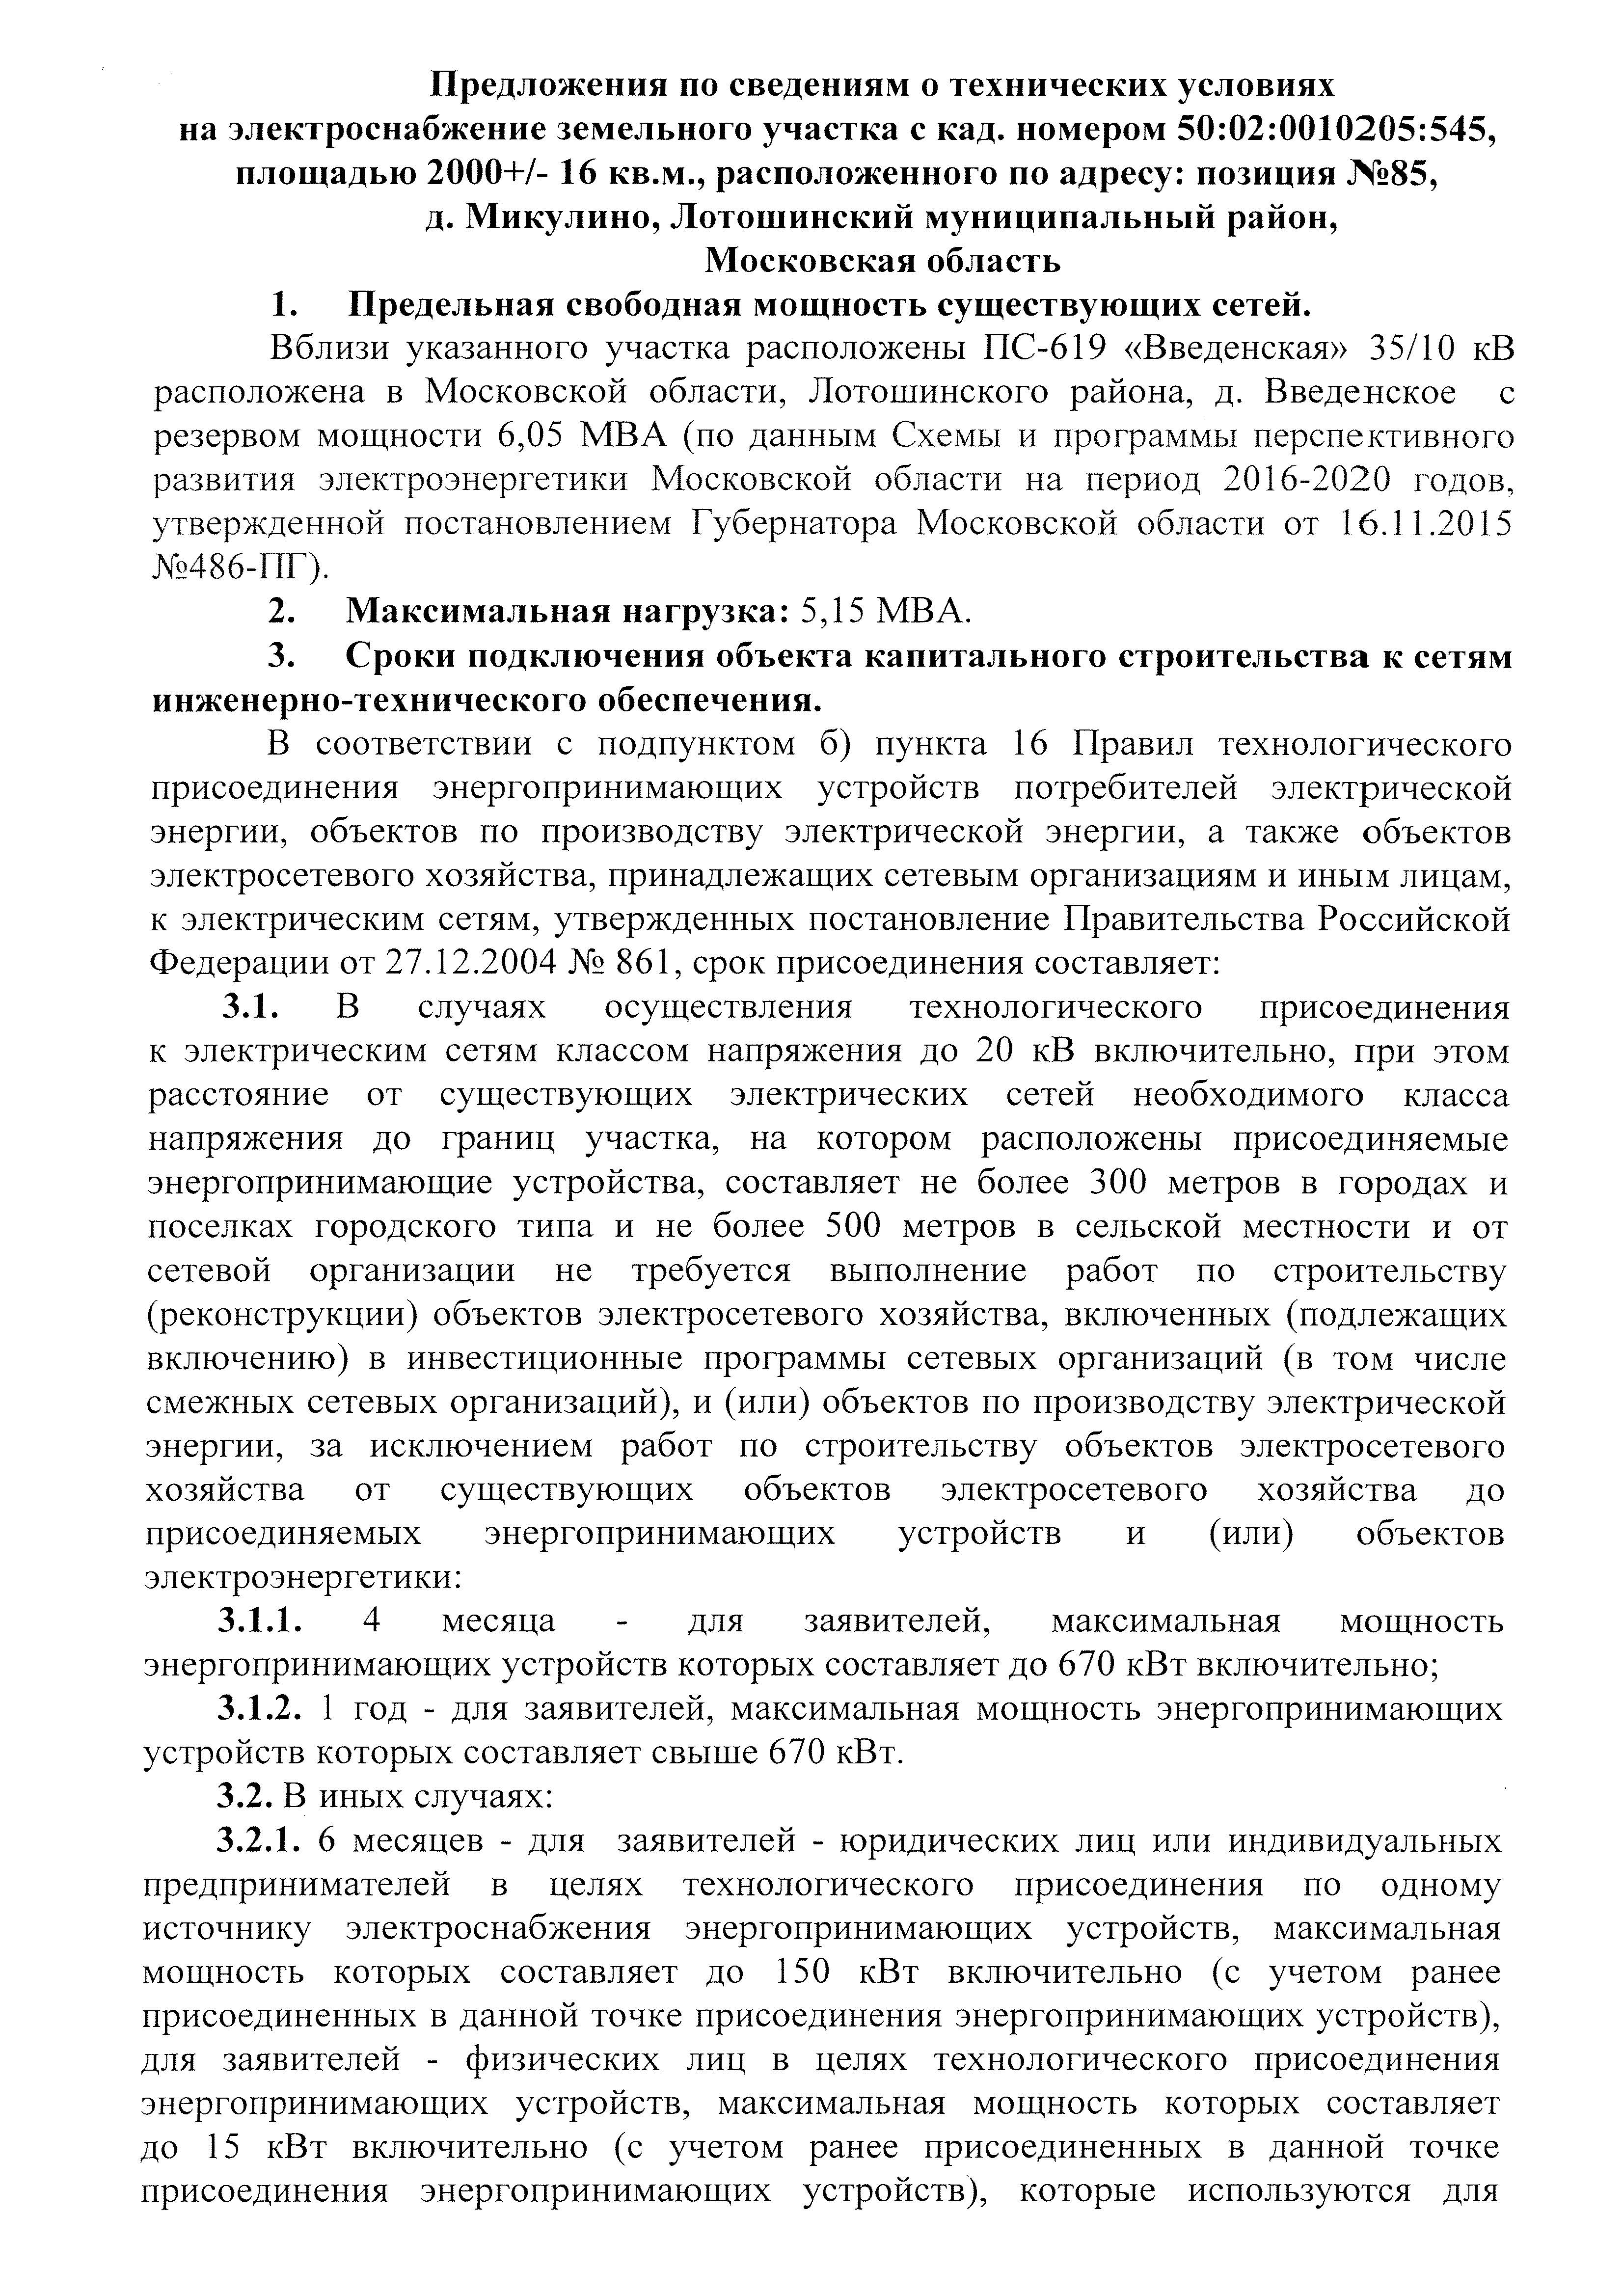 Предложения по сведениям о технических условиях
на электроснабжение земельного участка с кад. номером 50:02:0010205:545,
площадью 2000+/- 16 кв.м., расположенного по адресу: позиция №85,
д. Микулино, Лотошинский муниципальный район,
Московская область
1. Предельная свободная мощность существующих сетей.
Вблизи указанного участка расположены ПС-619 «Введенская» 35/10 кВ
расположена в Московской области, Лотошинского района, д. Введенское с
резервом мощности 6,05 МВА (по данным Схемы и программы перспективного
развития электроэнергетики Московской области на период 2016-2020 годов,
утвержденной постановлением Губернатора Московской области от 16.11.2015
№486-ПГ).
2. Максимальная нагрузка: 5,15 МВА.
3. Сроки подключения объекта капитального строительства к сетям
инженерно-технического обеспечения.
В соответствии с подпунктом б) пункта 16 Правил технологического
присоединения энергопринимающих устройств потребителей электрической
энергии, объектов по производству электрической энергии, а также объектов
электросетевого хозяйства, принадлежащих сетевым организациям и иным лицам,
к электрическим сетям, утвержденных постановление Правительства Российской
Федерации от 27.12.2004 № 861, срок присоединения составляет:
3.1. В случаях осуществления технологического присоединения
к электрическим сетям классом напряжения до 20 кВ включительно, при этом
расстояние от существующих электрических сетей необходимого класса
напряжения до границ участка, на котором расположены присоединяемые
энергопринимающие устройства, составляет не более 300 метров в городах и
поселках городского типа и не более 500 метров в сельской местности и от
сетевой организации не требуется выполнение работ по строительству
(реконструкции) объектов электросетевого хозяйства, включенных (подлежащих
включению) в инвестиционные программы сетевых организаций (в том числе
смежных сетевых организаций), и (или) объектов по производству электрической
энергии, за исключением работ по строительству объектов электросетевого
хозяйства от существующих объектов электросетевого хозяйства до
присоединяемых энергопринимающих устройств и (или) объектов
электроэнергетики:
3.1.1. 4 месяца - для заявителей, максимальная мощность
энергопринимающих устройств которых составляет до 670 кВт включительно;
3.1.2. 1 год - для заявителей, максимальная мощность энергопринимающих
устройств которых составляет свыше 670 кВт.
3.2. В иных случаях:
3.2.1. 6 месяцев - для заявителей - юридических лиц или индивидуальных
предпринимателей в целях технологического присоединения по одному
источнику электроснабжения энергопринимающих устройств, максимальная
мощность которых составляет до 150 кВт включительно (с учетом ранее
присоединенных в данной точке присоединения энергопринимающих устройств),
для заявителей - физических лиц в целях технологического присоединения
энергопринимающих устройств, максимальная мощность которых составляет
до 15 кВт включительно (с учетом ранее присоединенных в данной точке
присоединения энергопринимающих устройств), которые используются для